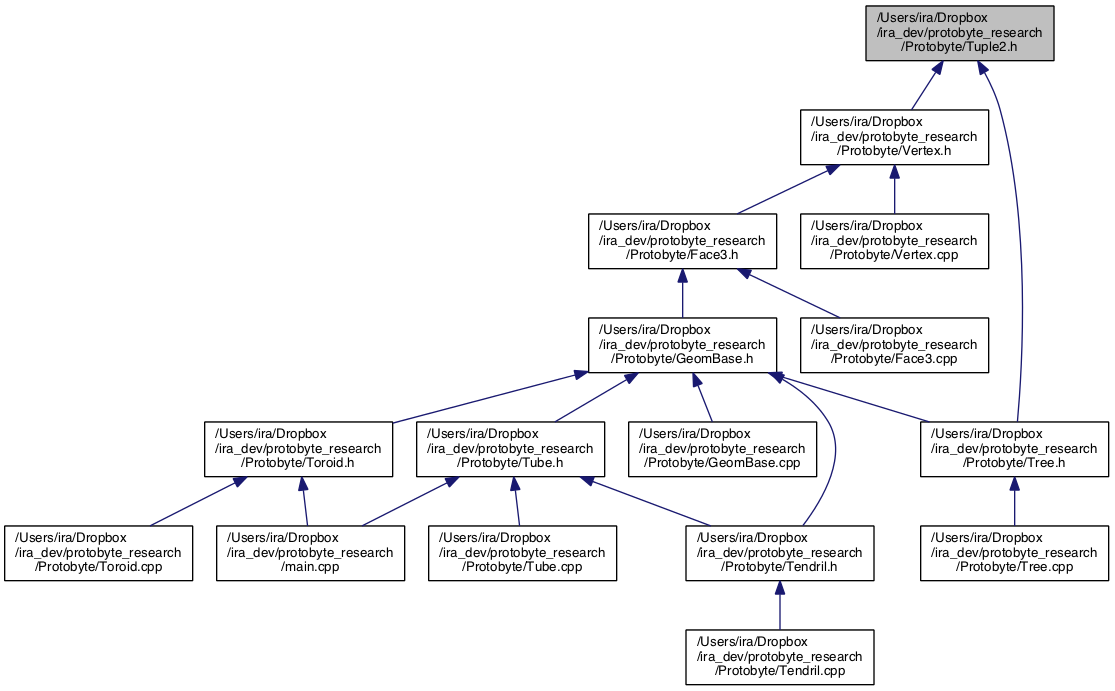 /Users/ira/Dropbox
/ira_dev/protobyte_research
/Protobyte/Tuple2.h
/Users/ira/Dropbox
/ira_dev/protobyte_research
/Protobyte/Vertex.h
/Users/ira/Dropbox
/ira_dev/protobyte_research
/Protobyte/Face3.h
/Users/ira/Dropbox
/ira_dev/protobyte_research
/Protobyte/Vertex.cpp
/Users/ira/Dropbox
/ira_dev/protobyte_research
/Protobyte/GeomBase.h
/Users/ira/Dropbox
/ira_dev/protobyte_research
/Protobyte/Face3.cpp
/Users/ira/Dropbox
/ira_dev/protobyte_research
/Protobyte/Toroid.h
/Users/ira/Dropbox
/ira_dev/protobyte_research
/Protobyte/Tube.h
/Users/ira/Dropbox
/ira_dev/protobyte_research
/Protobyte/GeomBase.cpp
/Users/ira/Dropbox
/ira_dev/protobyte_research
/Protobyte/Tree.h
/Users/ira/Dropbox
/ira_dev/protobyte_research
/Protobyte/Toroid.cpp
/Users/ira/Dropbox
/ira_dev/protobyte_research
/main.cpp
/Users/ira/Dropbox
/ira_dev/protobyte_research
/Protobyte/Tube.cpp
/Users/ira/Dropbox
/ira_dev/protobyte_research
/Protobyte/Tendril.h
/Users/ira/Dropbox
/ira_dev/protobyte_research
/Protobyte/Tree.cpp
/Users/ira/Dropbox
/ira_dev/protobyte_research
/Protobyte/Tendril.cpp